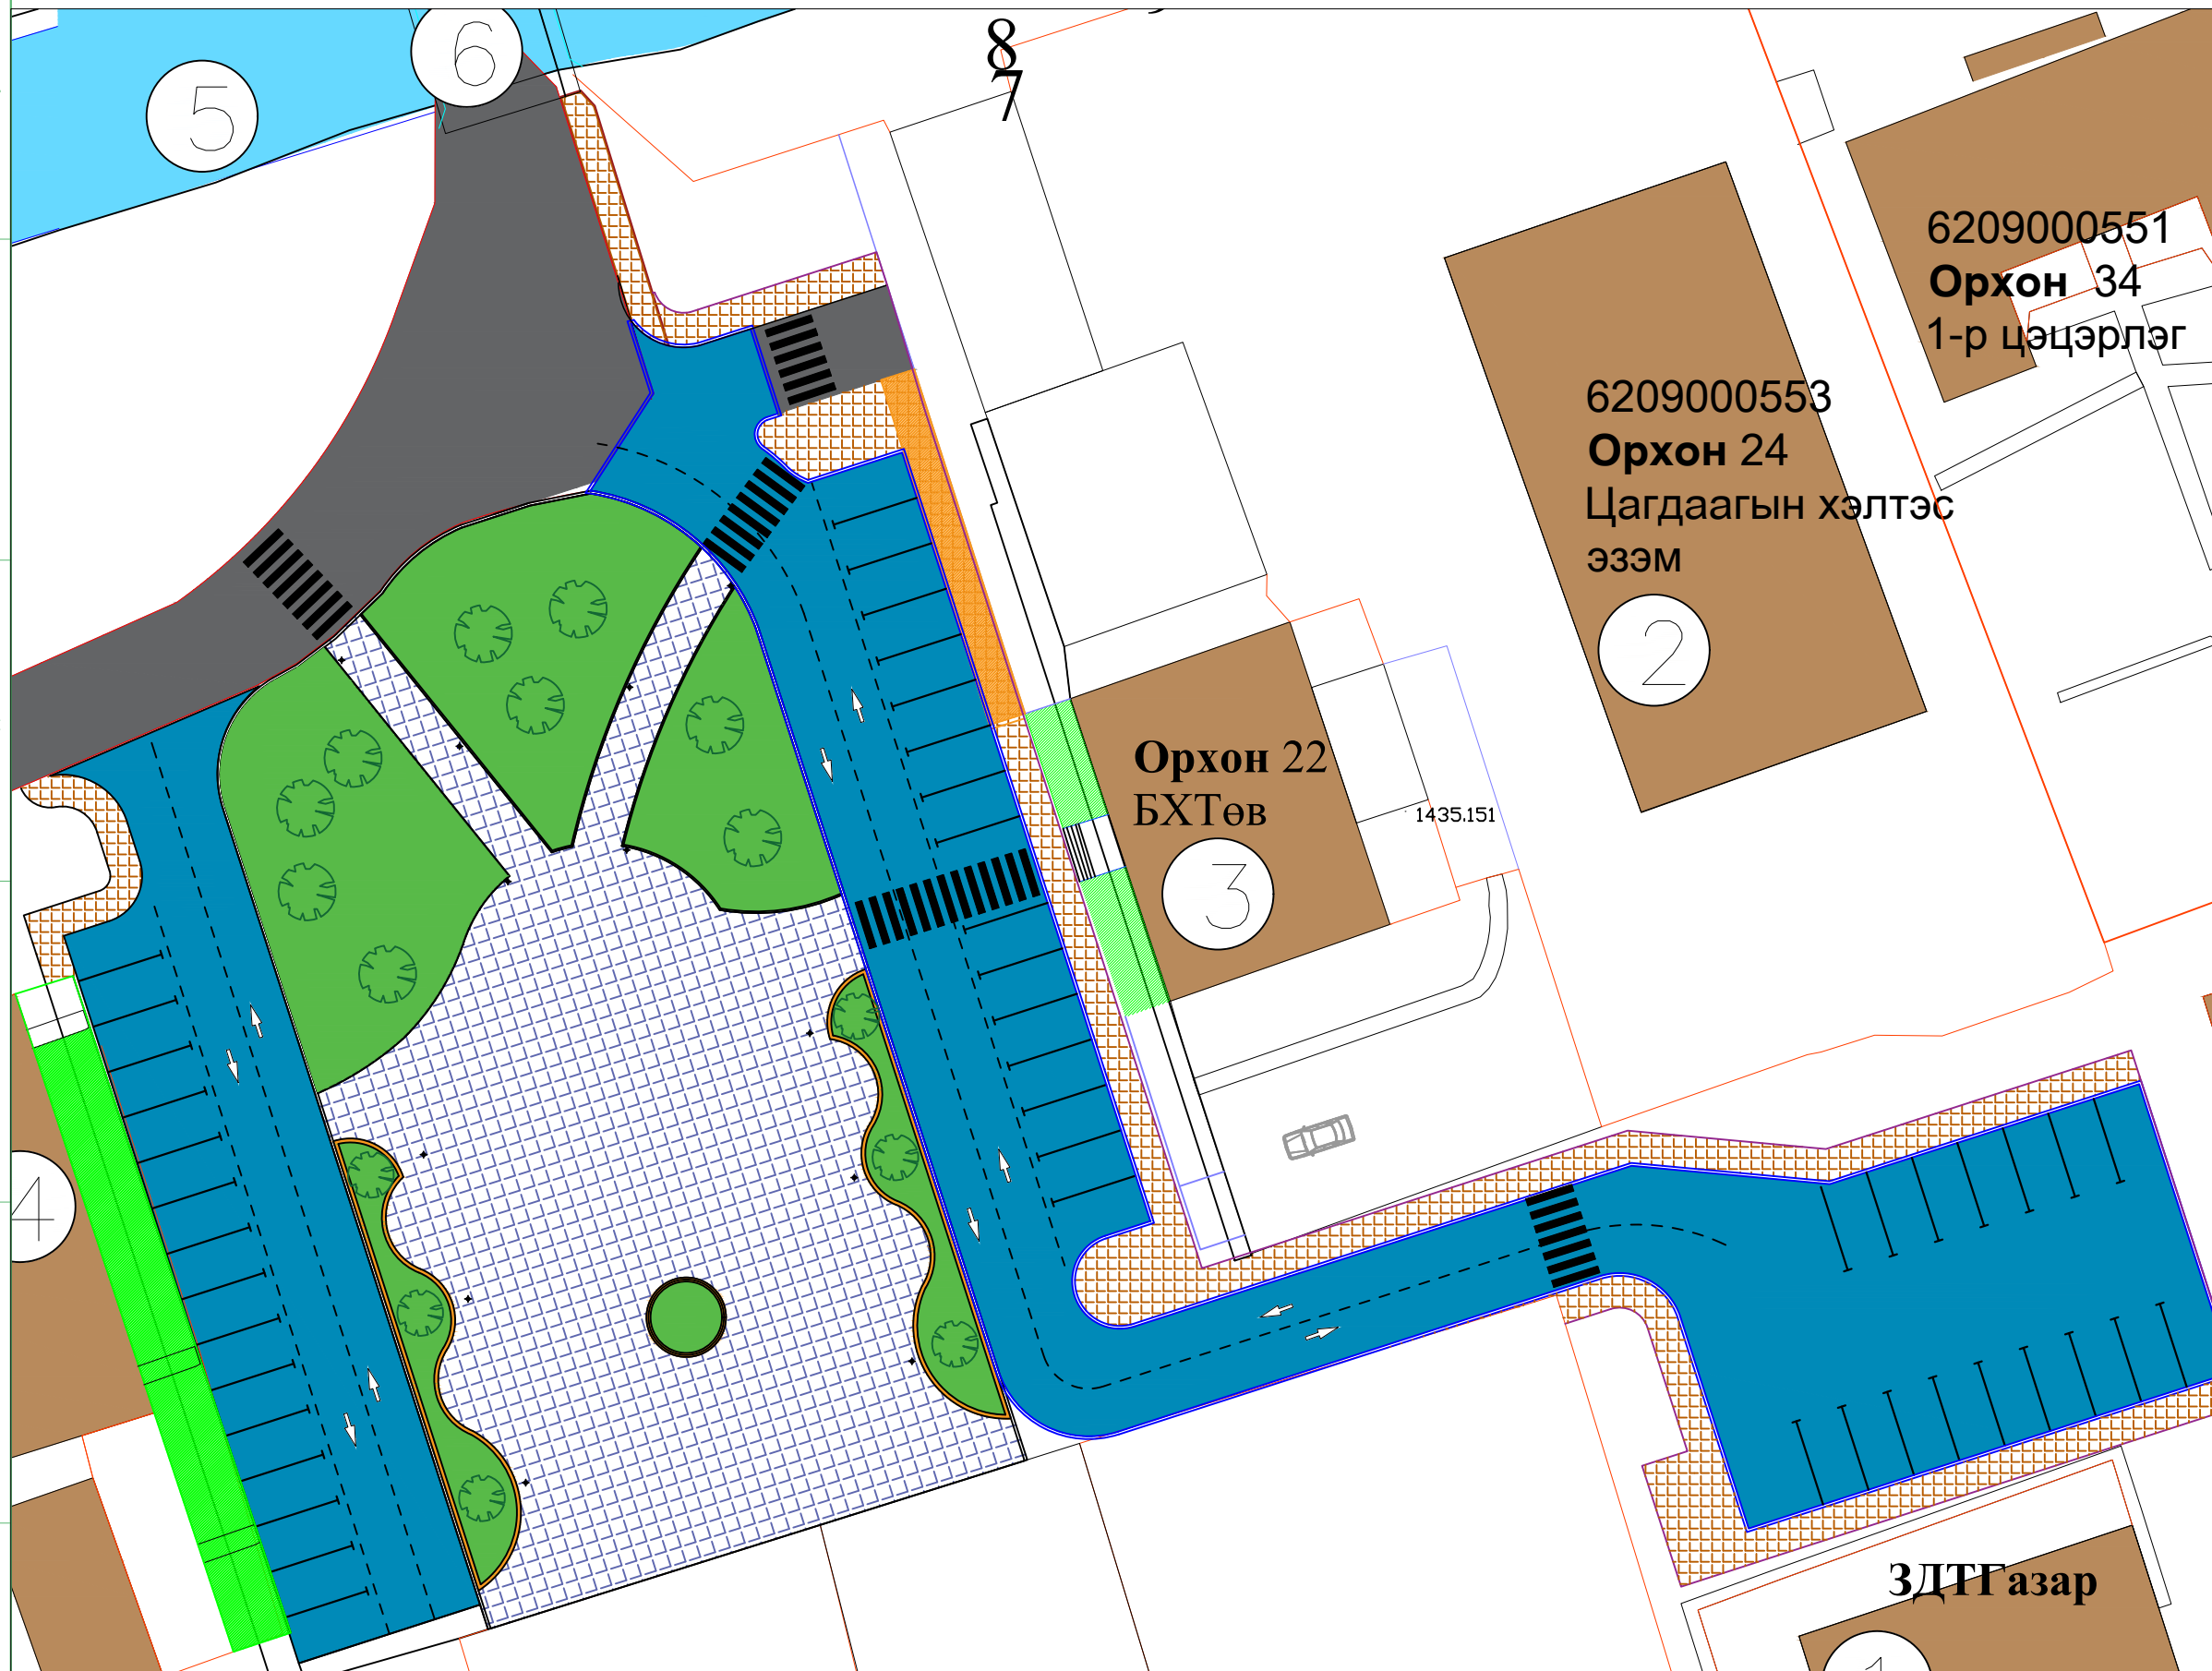 5
6
8
7
6209000551
Орхон 34
1-р цэцэрлэг
6209000553
Орхон 24
Цагдаагын хэлтэс
эзэм
2
Орхон 22
БХТөв
3
1435.151
4
ЗДТГазар
1